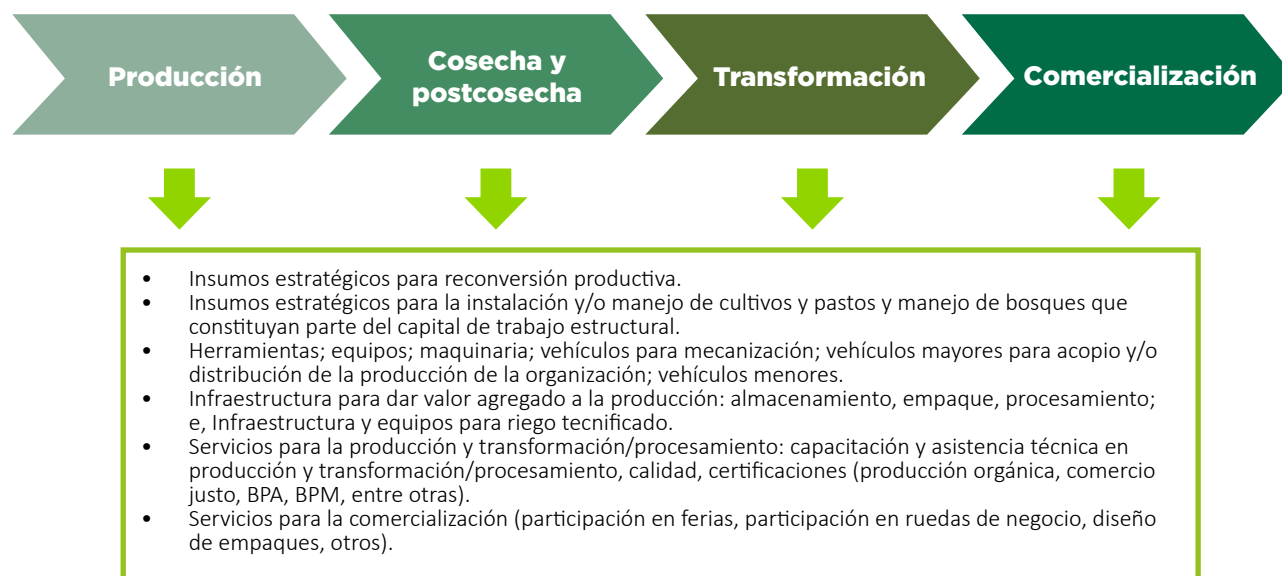 Producción
Cosecha y
postcosecha
Transformación
Comercialización
• Insumos estratégicos para reconversión productiva.
• Insumos estratégicos para la instalación y/o manejo de cultivos y pastos y manejo de bosques que
constituyan parte del capital de trabajo estructural.
• Herramientas; equipos; maquinaria; vehículos para mecanización; vehículos mayores para acopio y/o
distribución de la producción de la organización; vehículos menores.
• Infraestructura para dar valor agregado a la producción: almacenamiento, empaque, procesamiento;
e, Infraestructura y equipos para riego tecnificado.
• Servicios para la producción y transformación/procesamiento: capacitación y asistencia técnica en
producción y transformación/procesamiento, calidad, certificaciones (producción orgánica, comercio
justo, BPA, BPM, entre otras).
• Servicios para la comercialización (participación en ferias, participación en ruedas de negocio, diseño
de empaques, otros).